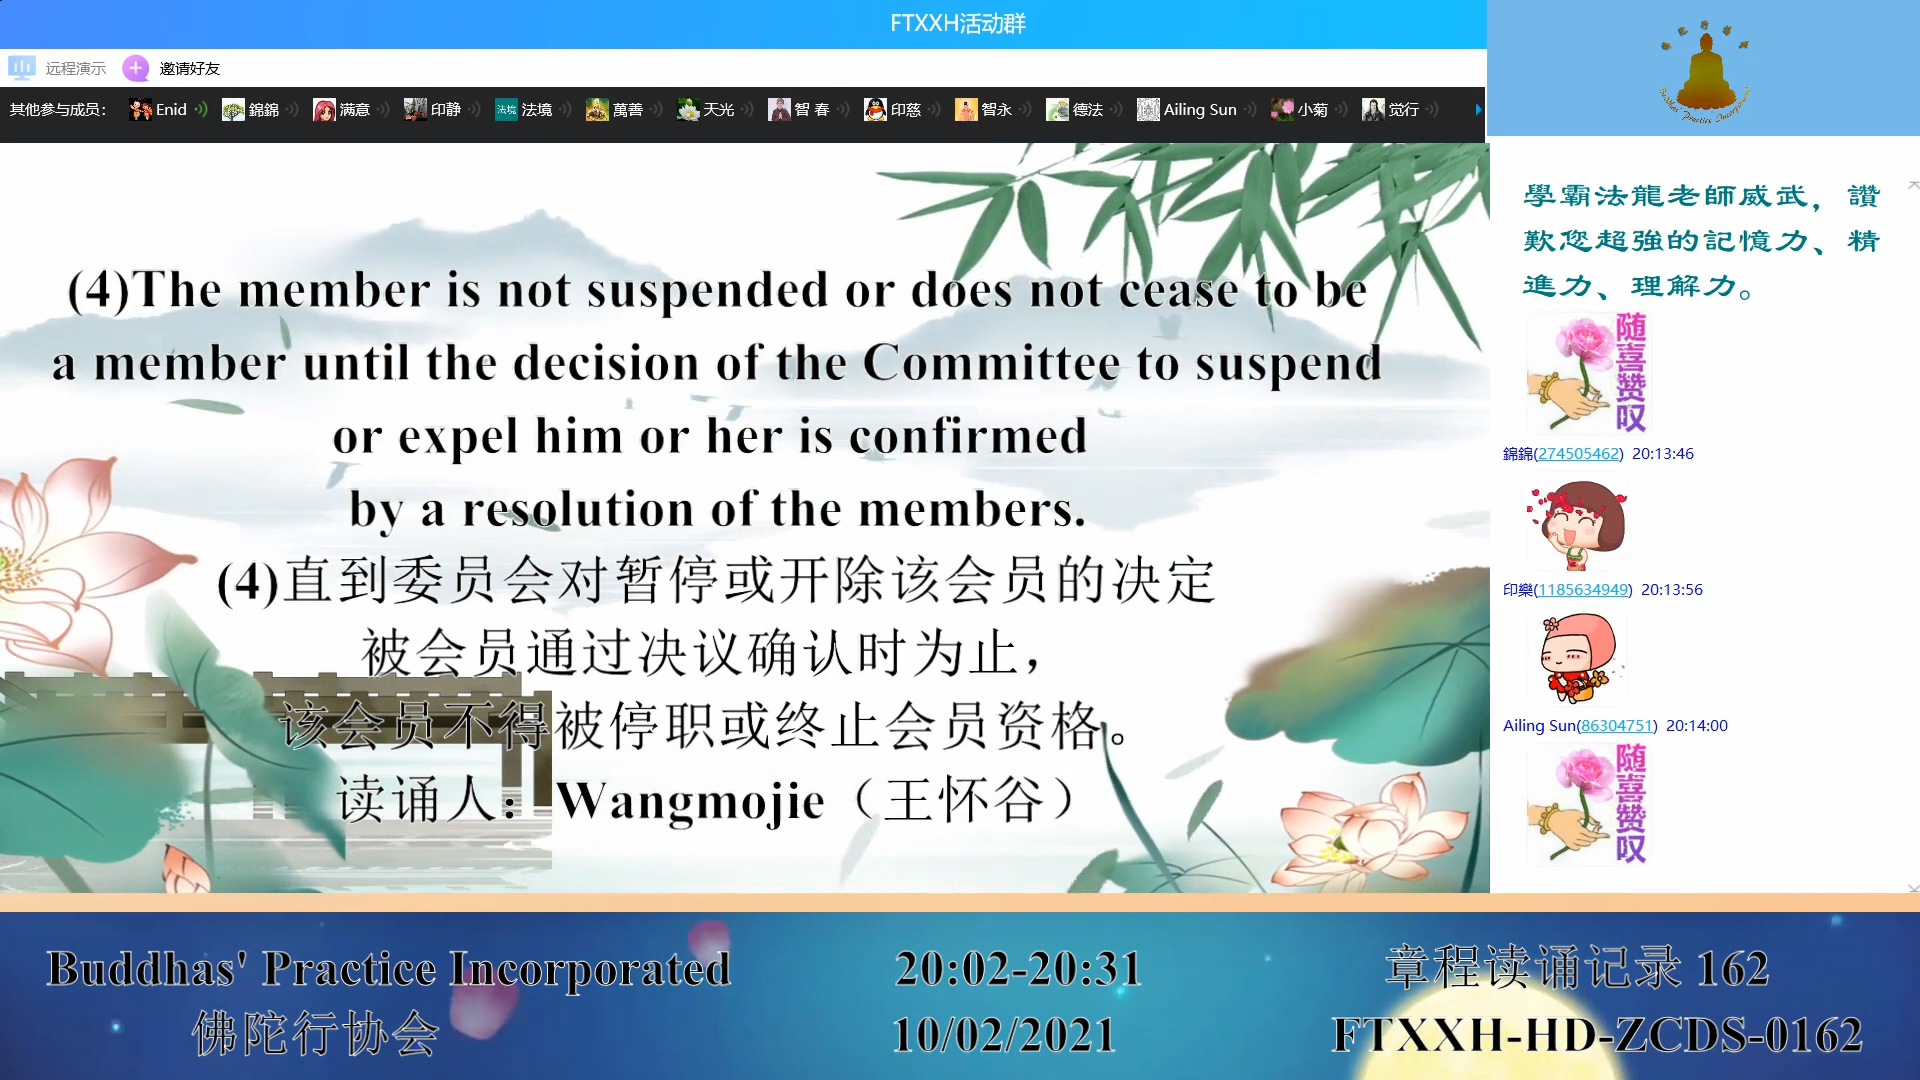 FTXXH活动群
远程演示 邀请好友
其他参与成员： Enid 錦錦 满意 印静 法境 法境 萬善 天光 智 春 印慈 智永 德法 Ailing Sun 小菊 觉行
(4)The member is not suspended or does not cease to be
a member until the decision of the Committee to suspend
or expel him or her is confirmed
by a resolution of the members.
(4)直到委员会对暂停或开除该会员的决定
被会员通过决议确认时为止，
该会员不得被停职或终止会员资格。
读诵人：Wangmojie（王怀谷）
學霸法龍老師威武，讚
歎您超強的記憶力、精
進力、理解力。
随喜赞叹
錦錦(274505462) 20:13:46
印樂(1185634949) 20:13:56
Ailing Sun(86304751) 20:14:00
随喜赞叹
Buddhas' Practice Incorporated
佛陀行协会
20:02-20:31
10/02/2021
章程读诵记录 162
FTXXH-HD-ZCDS-0162